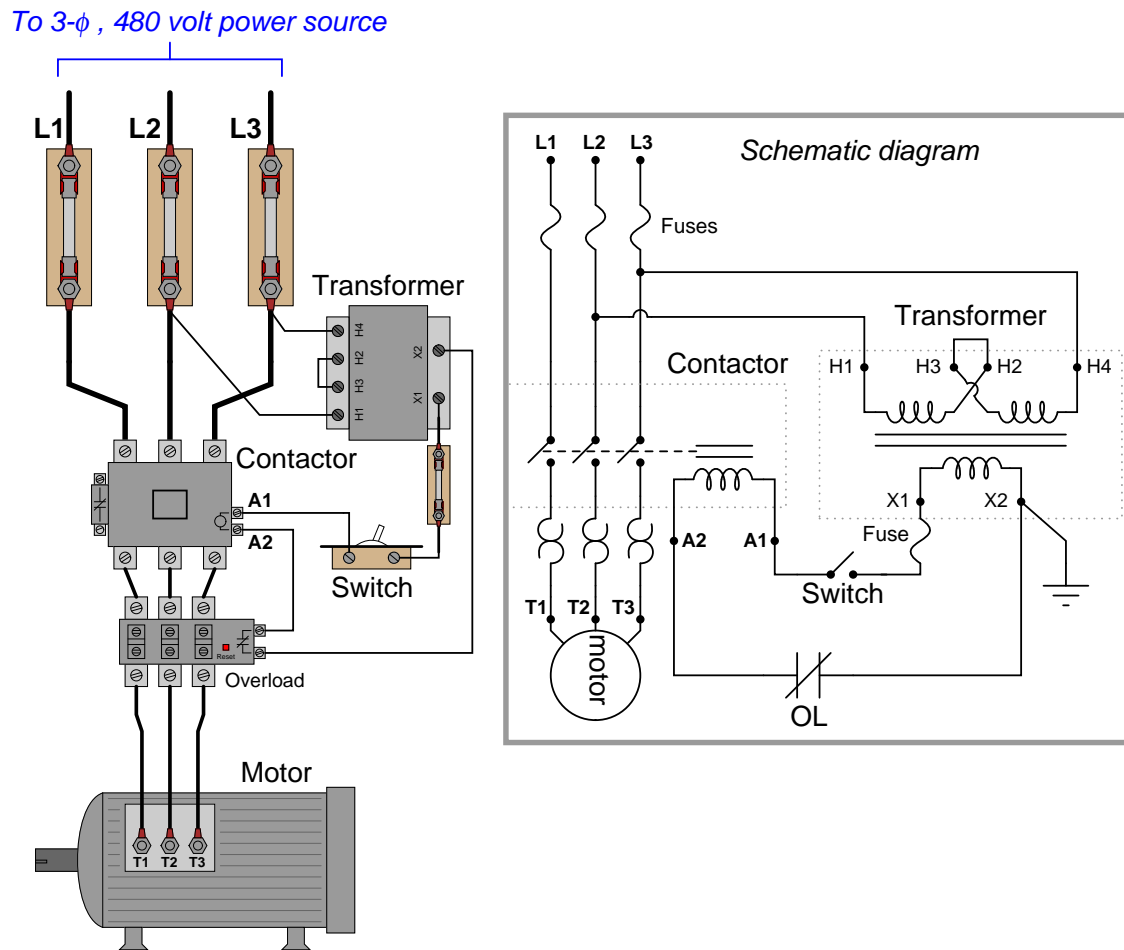 To 3-ϕ , 480 volt power source
L1 L2 L3
Transformer
H4
H2
H3
H1
X2
X1
Contactor
A1
A2
Switch
Reset
Overload
Motor
T1 T2 T3
Schematic diagram
L1 L2 L3
Fuses
Transformer
Contactor
H1 H3 H2 H4
X1 X2
Fuse
A2 A1
Switch
T1 T2 T3
motor
OL